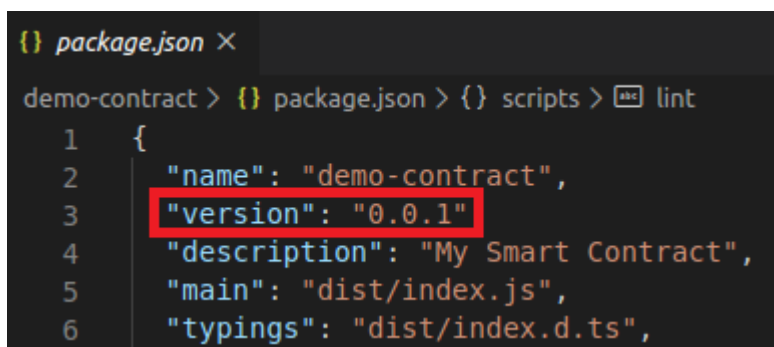 {} package.json ×
demo-contract > {} package.json > {} scripts > abc lint
1 {
2 "name": "demo-contract",
3 "version": "0.0.1"
4 "description": "My Smart Contract",
5 "main": "dist/index.js",
6 "typings": "dist/index.d.ts",